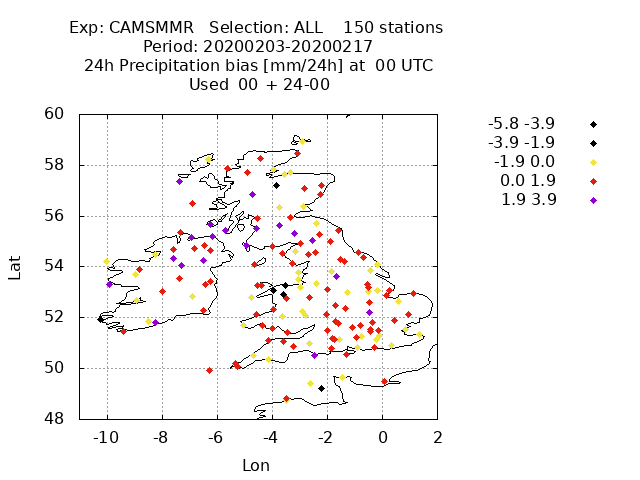 Exp: CAMSMMR   Selection: ALL    150 stations
Period: 20200203-20200217
24h Precipitation bias [mm/24h] at  00 UTC
Used  00 + 24-00
-5.8 -3.9
-3.9 -1.9
-1.9 0.0
0.0 1.9
1.9 3.9
60
58
56
54
52
50
48
Lat
-10 -8 -6 -4 -2 0 2
Lon